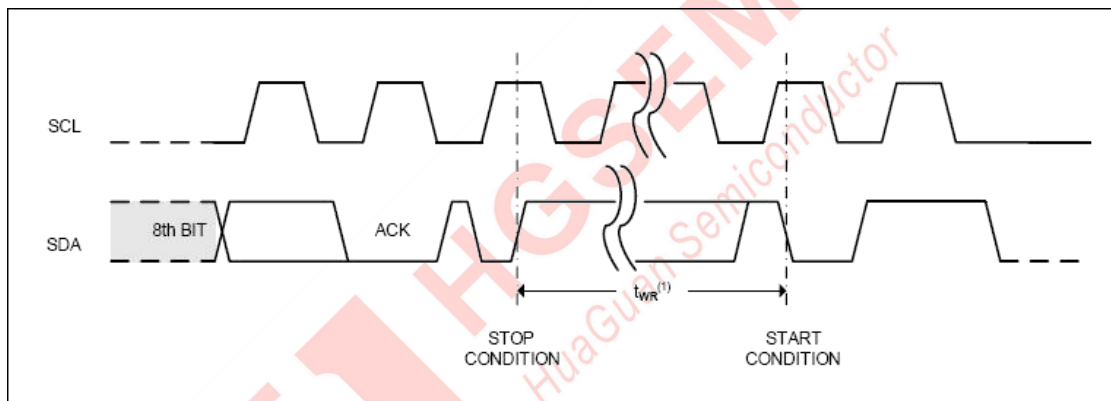 SCL
SDA
8th BIT
ACK
tWR(1)
STOP
CONDITION
START
CONDITION
HGSEMI
HuaGuan Semiconductor